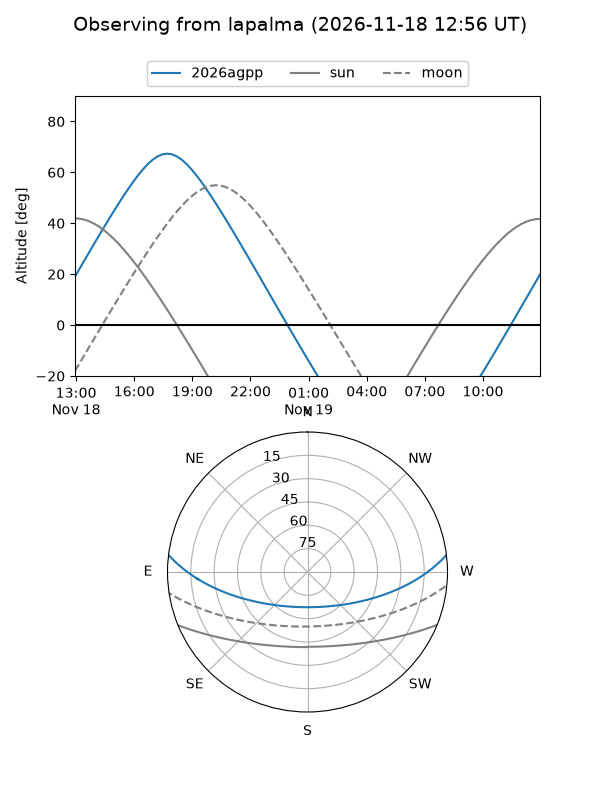 Observing from lapalma (2026-11-18 12:56 UT)
2026agpp sun moon
80
60
40
20
0
−20
Altitude [deg]
13:00 16:00 19:00 22:00 01:00 04:00 07:00 10:00
Nov 18 Nov 19
N
NE NW
15
30
45
60
75
E W
SE SW
S